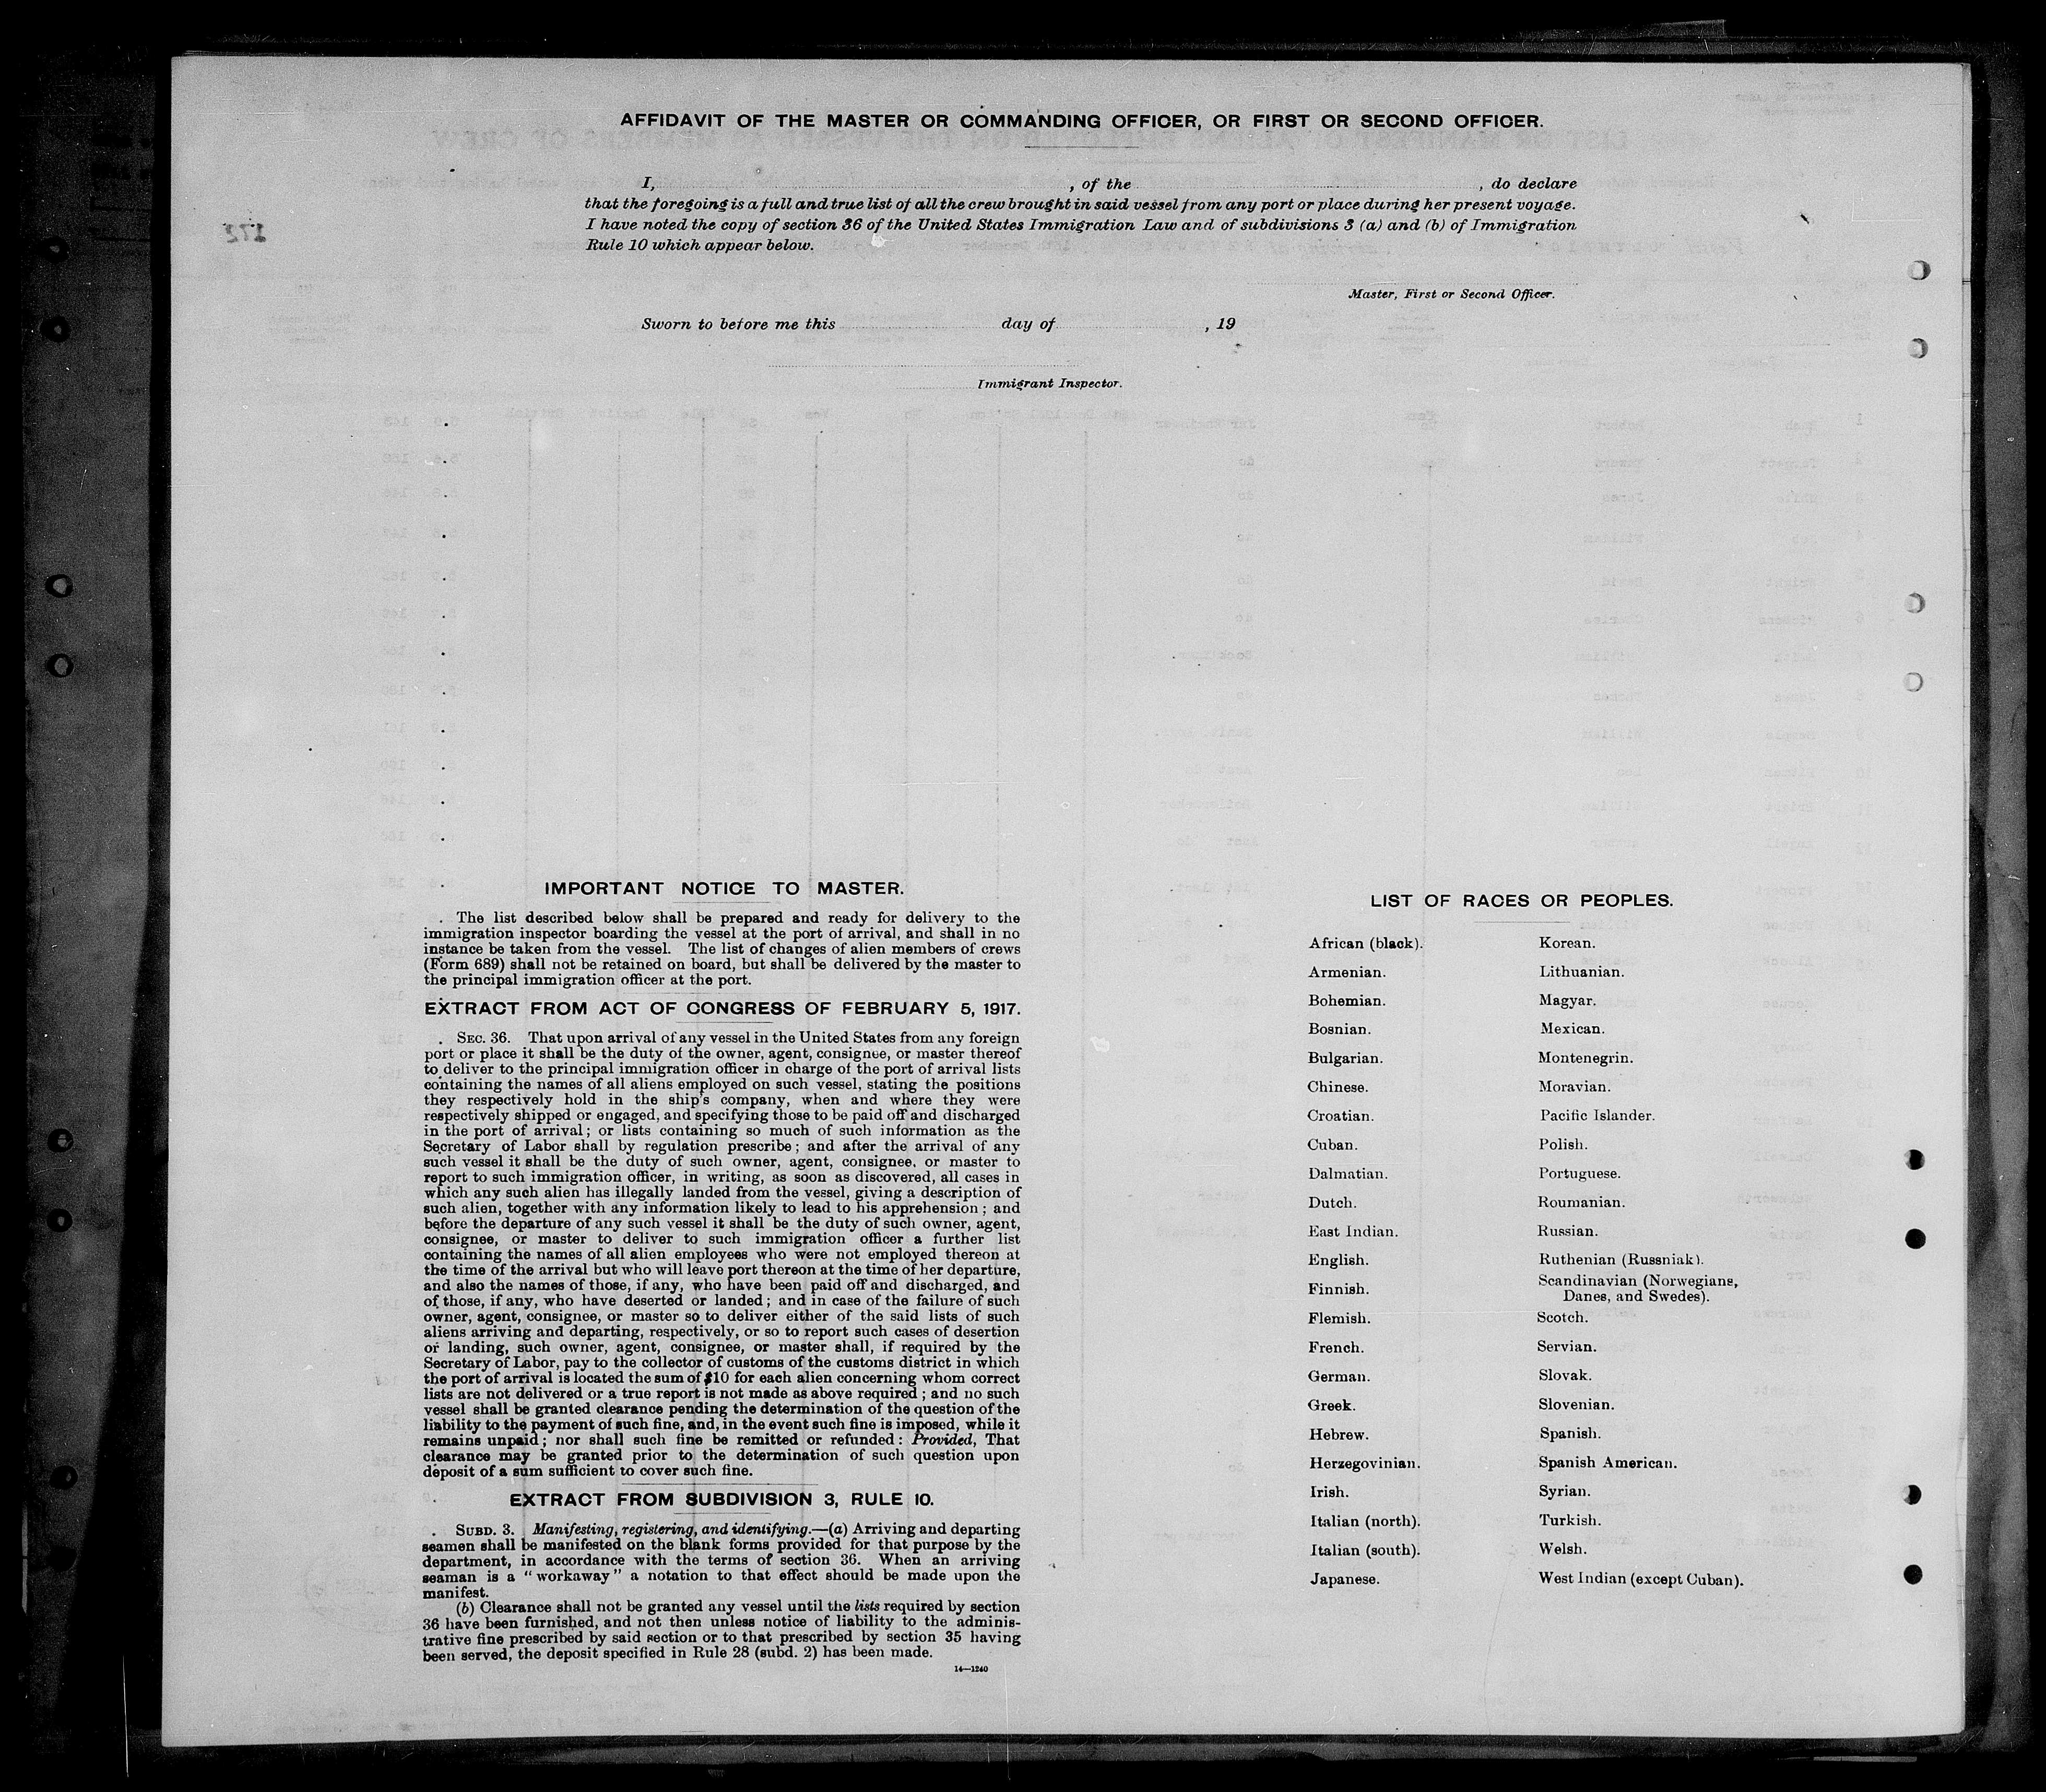 AFFIDAVIT OF THE MASTER OR COMMANDING OFFICER, OR FIRST OR SECOND OFFICER.
I, , of the , do declare
that the foregoing is a full and true list of all the crew brought in said vessel from any port or place during her present voyage.
I have noted the copy of section 36 of the United States Immigration Law and of subdivisions 3 (a) and (b) of Immigration
Rule 10 which appear below.
172
Master, First or Second Officer.
Sworn to before me this day of , 19
Immigrant Inspector.
IMPORTANT NOTICE TO MASTER.
The list described below shall be prepared and ready for delivery to the
immigration inspector boarding the vessel at the port of arrival, and shall in no
instance be taken from the vessel. The list of changes of alien members of crews
(Form 689) shall not be retained on board, but shall be delivered by the master to
the principal immigration officer at the port.
EXTRACT FROM ACT OF CONGRESS OF FEBRUARY 5, 1917.
SEC. 36. That upon arrival of any vessel in the United States from any foreign
port or place it shall be the duty of the owner, agent, consignee, or master thereof
to deliver to the principal immigration officer in charge of the port of arrival lists
containing the names of all aliens employed on such vessel, stating the positions
they respectively hold in the ship's company, when and where they were
respectively shipped or engaged, and specifying those to be paid off and discharged
in the port of arrival; or lists containing so much of such information as the
Secretary of Labor shall by regulation prescribe; and after the arrival of any
such vessel it shall be the duty of such owner, agent, consignee, or master to
report to such immigration officer, in writing, as soon as discovered, all cases in
which any such alien has illegally landed from the vessel, giving a description of
such alien, together with any information likely to lead to his apprehension; and
before the departure of any such vessel it shall be the duty of such owner, agent,
consignee, or master to deliver to such immigration officer a further list
containing the names of all alien employees who were not employed thereon at
the time of the arrival but who will leave port thereon at the time of her departure,
and also the names of those, if any, who have been paid off and discharged, and
of those, if any, who have deserted or landed; and in case of the failure of such
owner, agent, consignee, or master so to deliver either of the said lists of such
aliens arriving and departing, respectively, or so to report such cases of desertion
or landing, such owner, agent, consignee, or master shall, if required by the
Secretary of Labor, pay to the collector of customs of the customs district in which
the port of arrival is located the sum of $10 for each alien concerning whom correct
lists are not delivered or a true report is not made as above required; and no such
vessel shall be granted clearance pending the determination of the question of the
liability to the payment of such fine, and, in the event such fine is imposed, while it
remains unpaid; nor shall such fine be remitted or refunded: Provided, That
clearance may be granted prior to the determination of such question upon
deposit of a sum sufficient to cover such fine.
EXTRACT FROM SUBDIVISION 3, RULE 10.
SUBD. 3. Manifesting, registering, and identifying.—(a) Arriving and departing
seamen shall be manifested on the blank forms provided for that purpose by the
department, in accordance with the terms of section 36. When an arriving
seaman is a "workaway" a notation to that effect should be made upon the
manifest.
(b) Clearance shall not be granted any vessel until the lists required by section
36 have been furnished, and not then unless notice of liability to the adminis-
trative fine prescribed by said section or to that prescribed by section 35 having
been served, the deposit specified in Rule 28 (subd. 2) has been made.
14—1240
LIST OF RACES OR PEOPLES.
African (black).
Armenian.
Bohemian.
Bosnian.
Bulgarian.
Chinese.
Croatian.
Cuban.
Dalmatian.
Dutch.
East Indian.
English.
Finnish.
Flemish.
French.
German.
Greek.
Hebrew.
Herzegovinian.
Irish.
Italian (north).
Italian (south).
Japanese.
Korean.
Lithuanian.
Magyar.
Mexican.
Montenegrin.
Moravian.
Pacific Islander.
Polish.
Portuguese.
Roumanian.
Russian.
Ruthenian (Russniak).
Scandinavian (Norwegians,
Danes, and Swedes).
Scotch.
Servian.
Slovak.
Slovenian.
Spanish.
Spanish American.
Syrian.
Turkish.
Welsh.
West Indian (except Cuban).